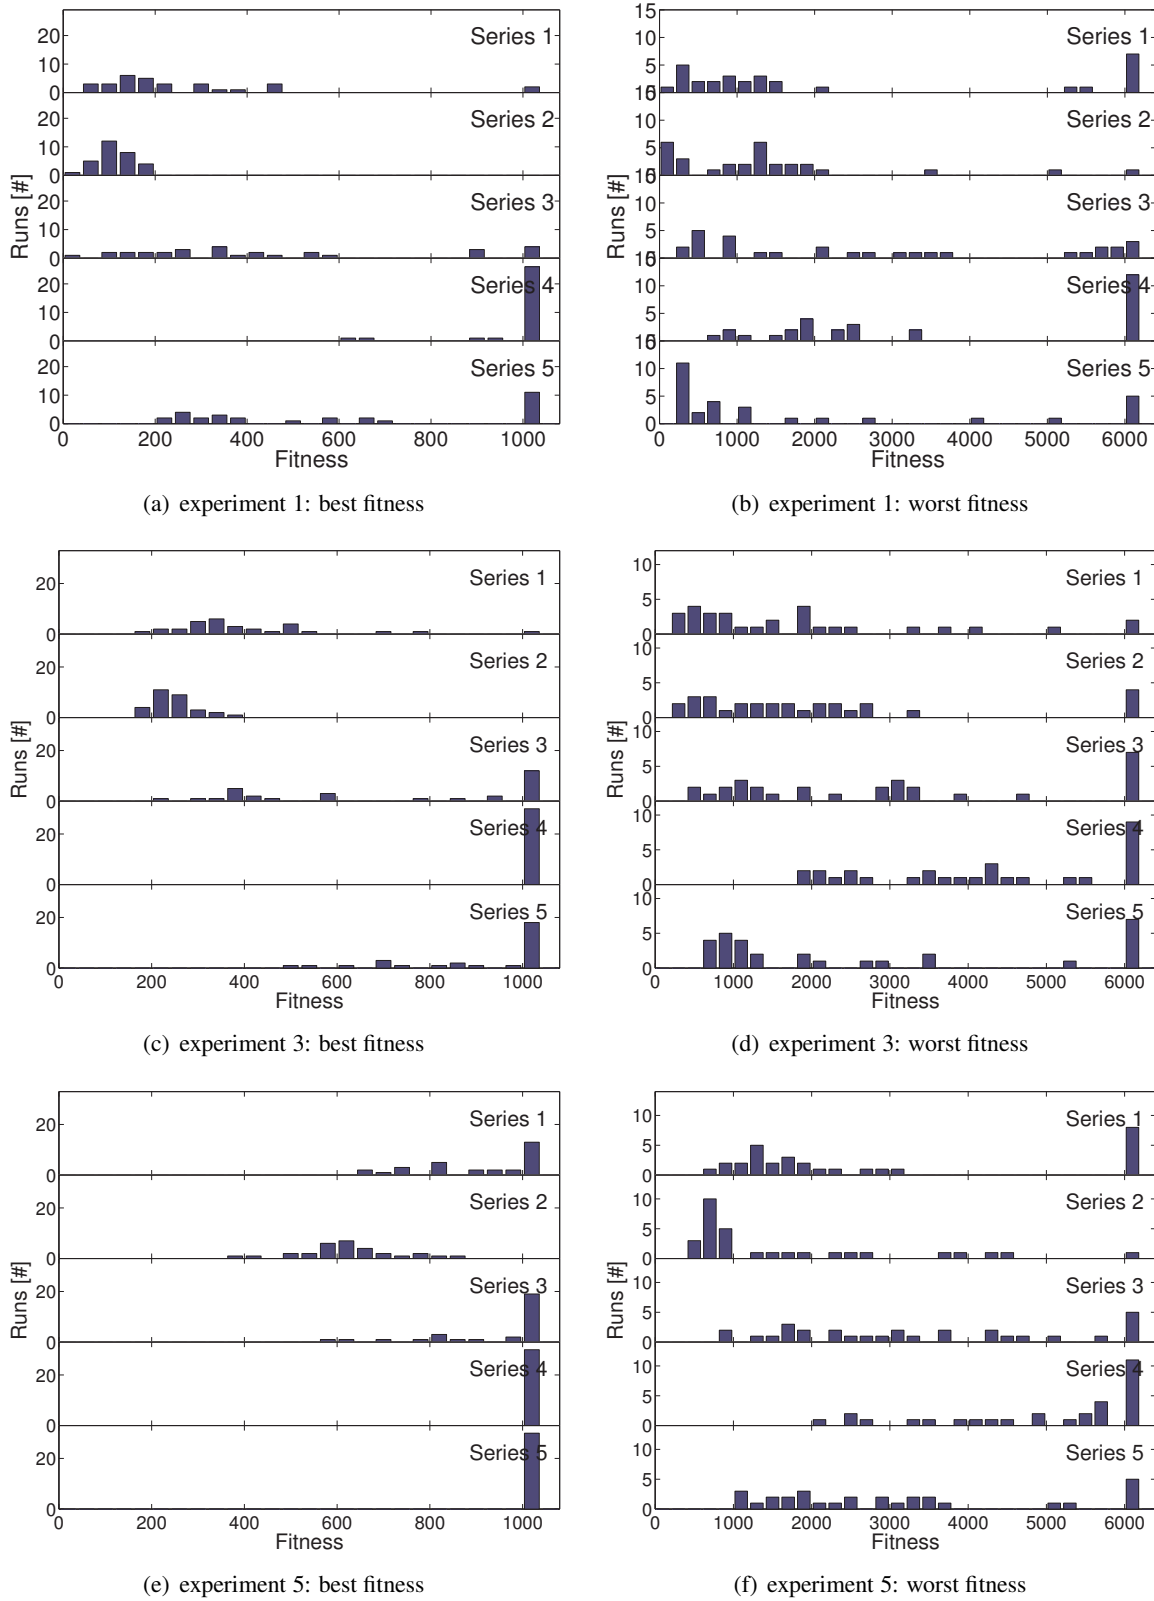 20
10
0
Series 1
20
10
0
Series 2
20
10
0
Series 3
20
10
0
Series 4
20
10
0
Series 5
0 200 400 600 800 1000
Runs [#]
Fitness
(a) experiment 1: best fitness
15
10
5
0
Series 1
10
5
0
Series 2
10
5
0
Series 3
10
5
0
Series 4
10
5
0
Series 5
0 1000 2000 3000 4000 5000 6000
Runs [#]
Fitness
(b) experiment 1: worst fitness
20
0
Series 1
20
0
Series 2
20
0
Series 3
20
0
Series 4
20
0
Series 5
0 200 400 600 800 1000
Runs [#]
Fitness
(c) experiment 3: best fitness
10
5
0
Series 1
10
5
0
Series 2
10
5
0
Series 3
10
5
0
Series 4
10
5
0
Series 5
0 1000 2000 3000 4000 5000 6000
Runs [#]
Fitness
(d) experiment 3: worst fitness
20
0
Series 1
20
0
Series 2
20
0
Series 3
20
0
Series 4
20
0
Series 5
0 200 400 600 800 1000
Runs [#]
Fitness
(e) experiment 5: best fitness
10
5
0
Series 1
10
5
0
Series 2
10
5
0
Series 3
10
5
0
Series 4
10
5
0
Series 5
0 1000 2000 3000 4000 5000 6000
Runs [#]
Fitness
(f) experiment 5: worst fitness